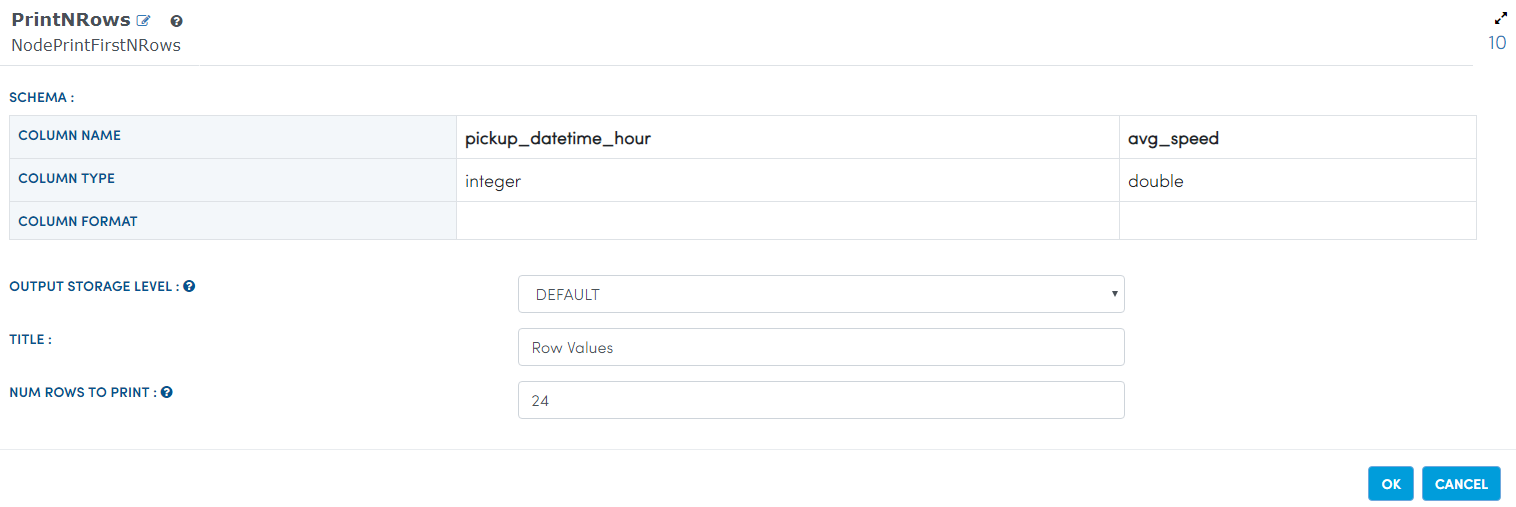 PrintNRows
NodePrintFirstNRows
10
SCHEMA :
COLUMN NAME pickup_datetime_hour avg_speed
COLUMN TYPE integer double
COLUMN FORMAT
OUTPUT STORAGE LEVEL : DEFAULT
TITLE : Row Values
NUM ROWS TO PRINT : 24
OK CANCEL